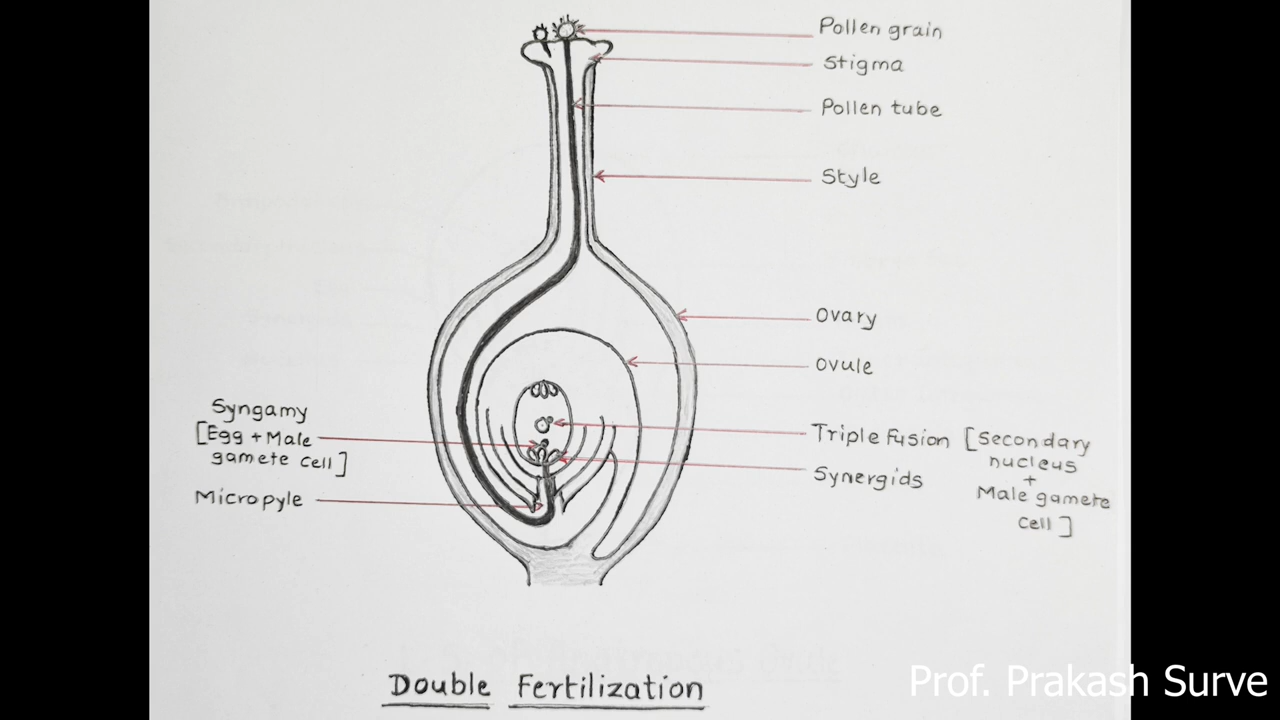 Pollen grain
Stigma
Pollen tube
Style
Ovary
Ovule
Syngamy
[Egg + Male
gamete cell]
Micropyle
Triple Fusion [Secondary
nucleus
+
Male gamete
cell]
Synergids
Double Fertilization
Prof. Prakash Surve